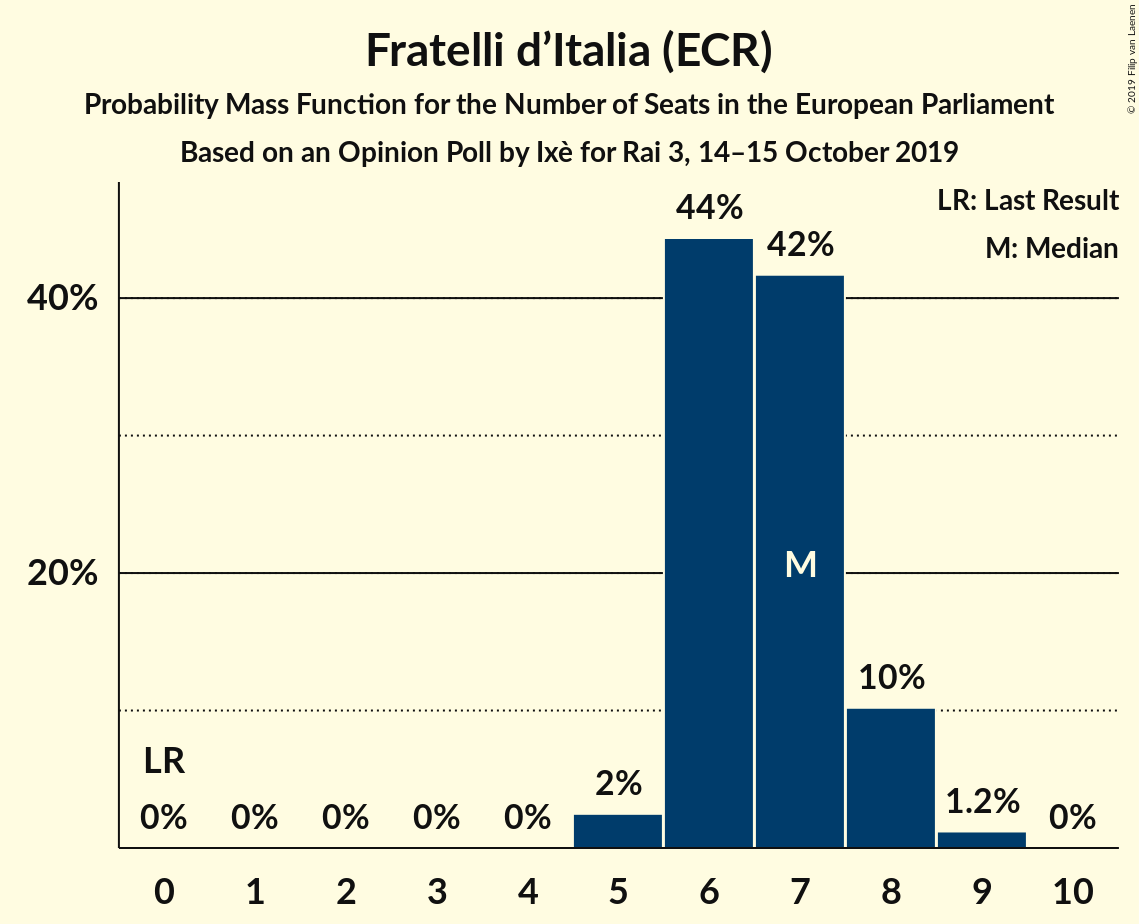 Fratelli d’Italia (ECR)
Probability Mass Function for the Number of Seats in the European Parliament
Based on an Opinion Poll by Ixè for Rai 3, 14–15 October 2019
© 2019 Filip van Laenen
LR: Last Result
M: Median
44%
42%
40%
20%
M
10%
LR
2%
1.2%
0% 0% 0% 0% 0% 0%
0 1 2 3 4 5 6 7 8 9 10